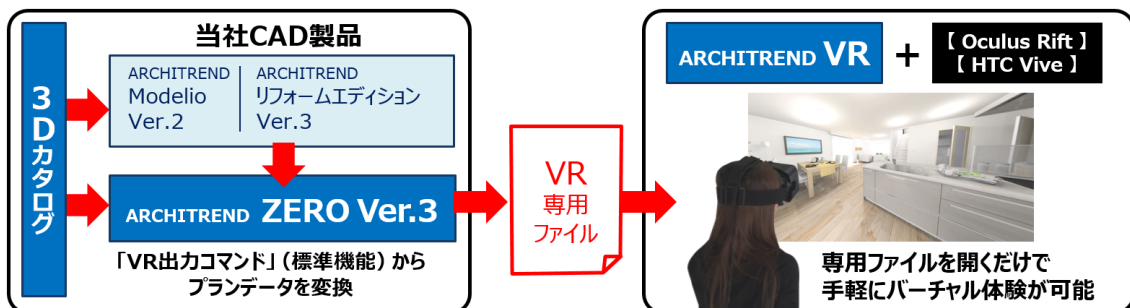 3Dカタログ
当社CAD製品
ARCHITREND
Modelio
Ver.2
ARCHITREND
リフォームエディション
Ver.3
ARCHITREND ZERO Ver.3
「VR出力コマンド」（標準機能）から
プランデータを変換
VR
専用
ファイル
ARCHITREND VR
+
【 Oculus Rift 】
【 HTC Vive 】
専用ファイルを開くだけで
手軽にバーチャル体験が可能